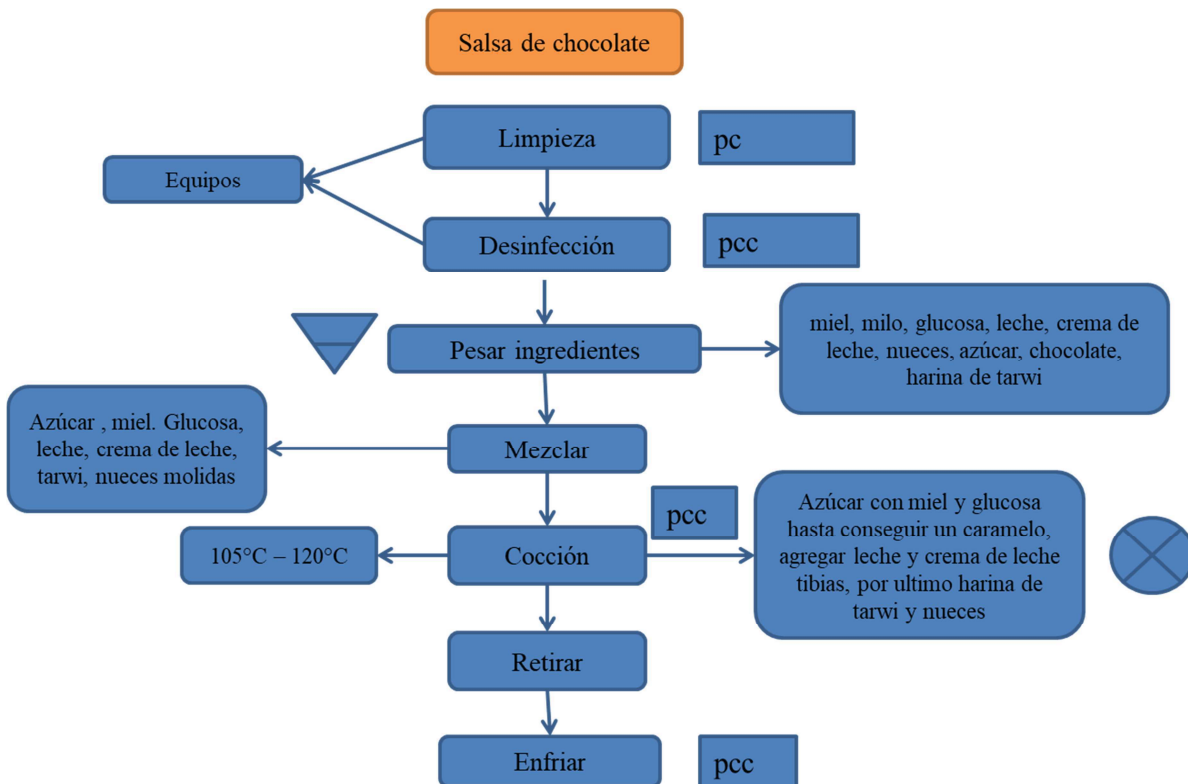 Salsa de chocolate
Limpieza
pc
Equipos
Desinfección
pcc
Pesar ingredientes
miel, milo, glucosa, leche, crema de
leche, nueces, azúcar, chocolate,
harina de tarwi
Azúcar , miel. Glucosa,
leche, crema de leche,
tarwi, nueces molidas
Mezclar
pcc
105°C – 120°C
Cocción
Azúcar con miel y glucosa
hasta conseguir un caramelo,
agregar leche y crema de leche
tibias, por ultimo harina de
tarwi y nueces
Retirar
Enfriar
pcc